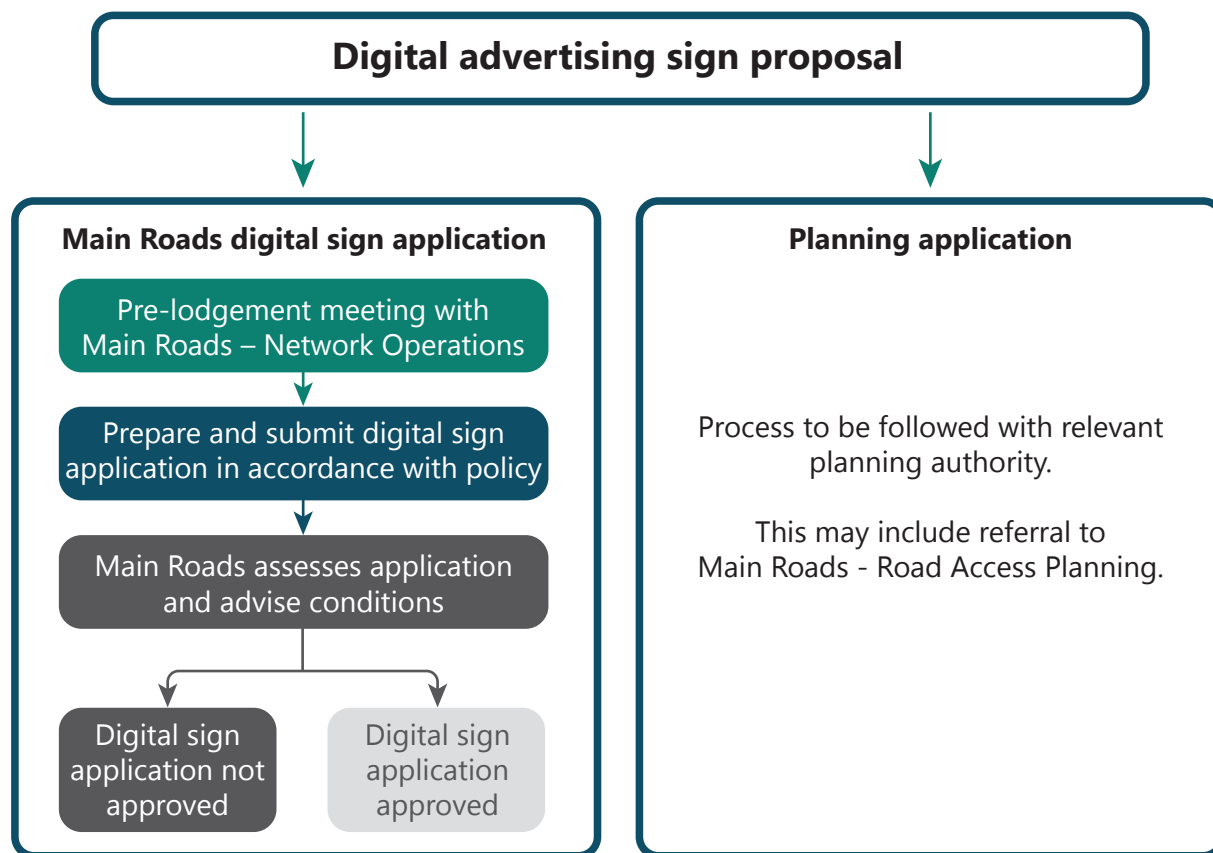 Digital advertising sign proposal
Main Roads digital sign application
Pre-lodgement meeting with
Main Roads – Network Operations
Prepare and submit digital sign
application in accordance with policy
Main Roads assesses application
and advise conditions
Digital sign
application not
approved
Digital sign
application
approved
Planning application
Process to be followed with relevant
planning authority.
This may include referral to
Main Roads - Road Access Planning.